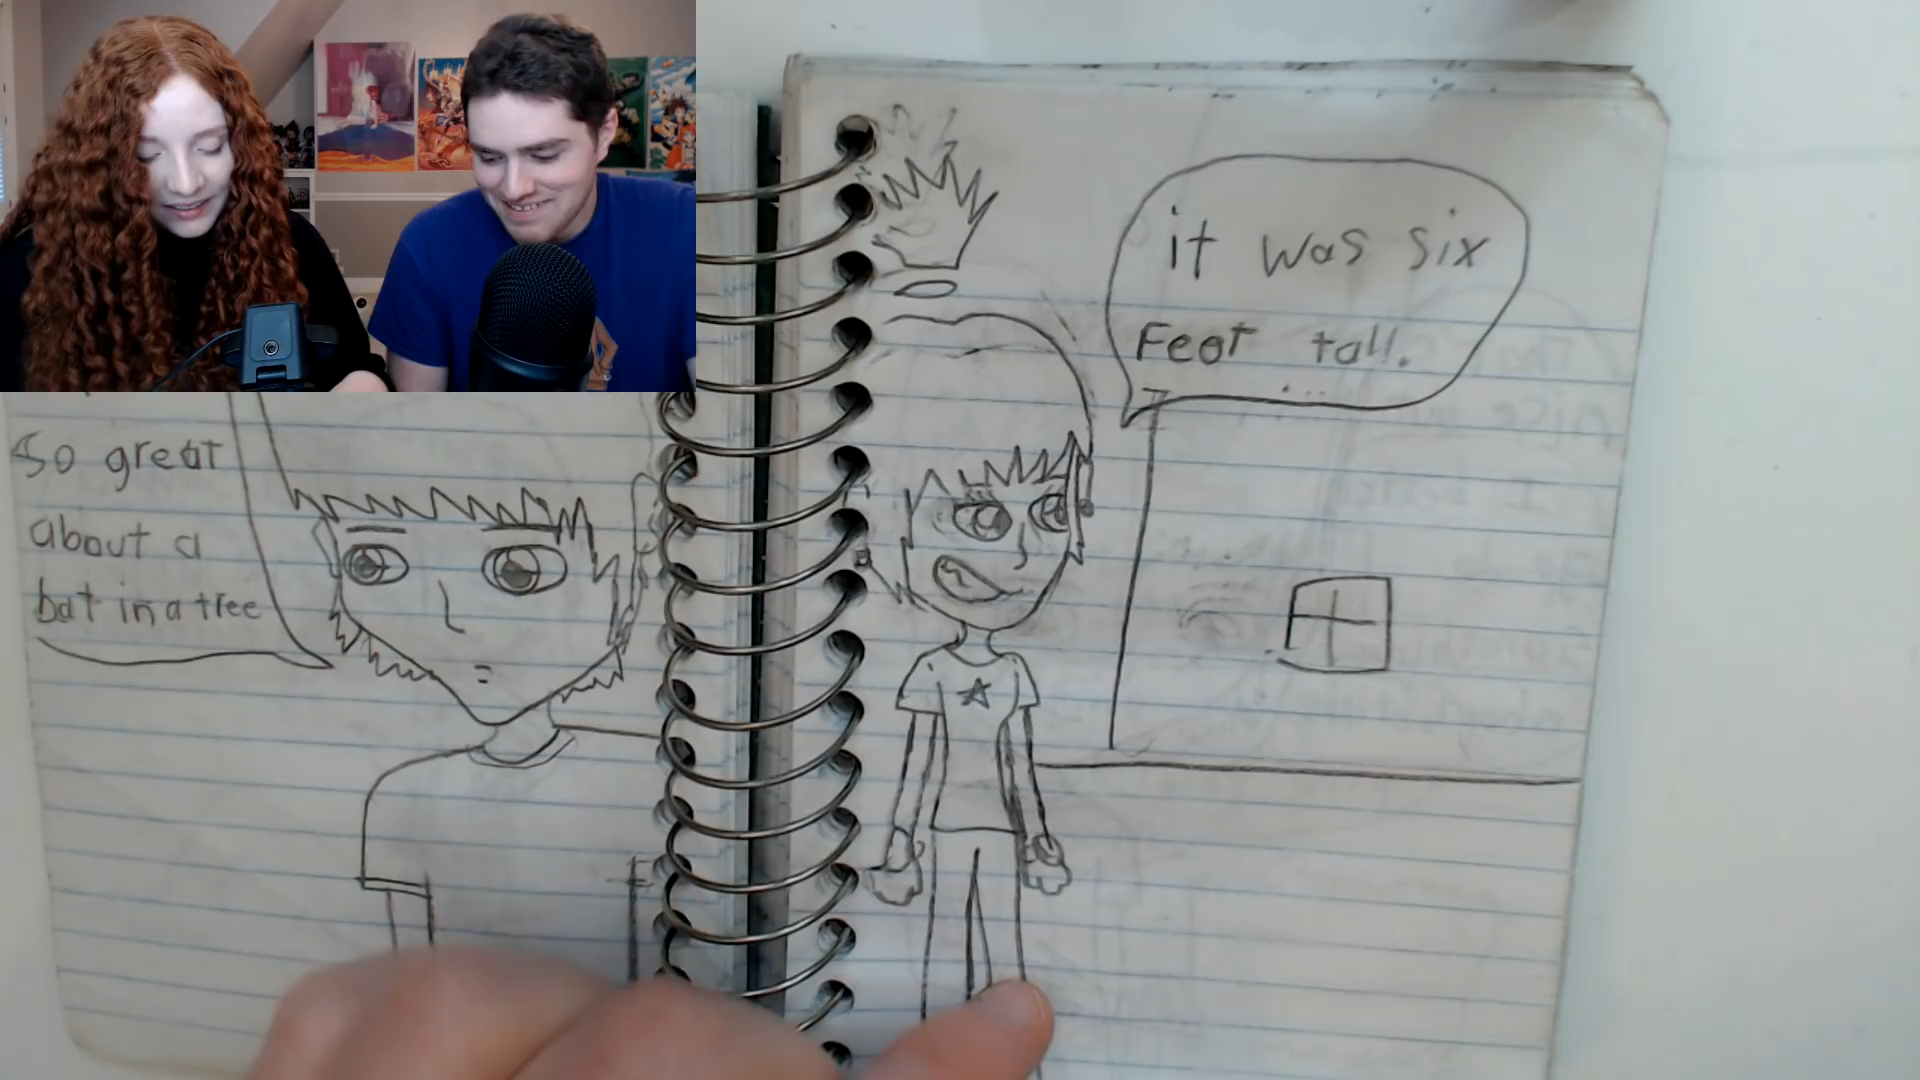 So great
about a
bat in a tree
it was six
Feet tall.